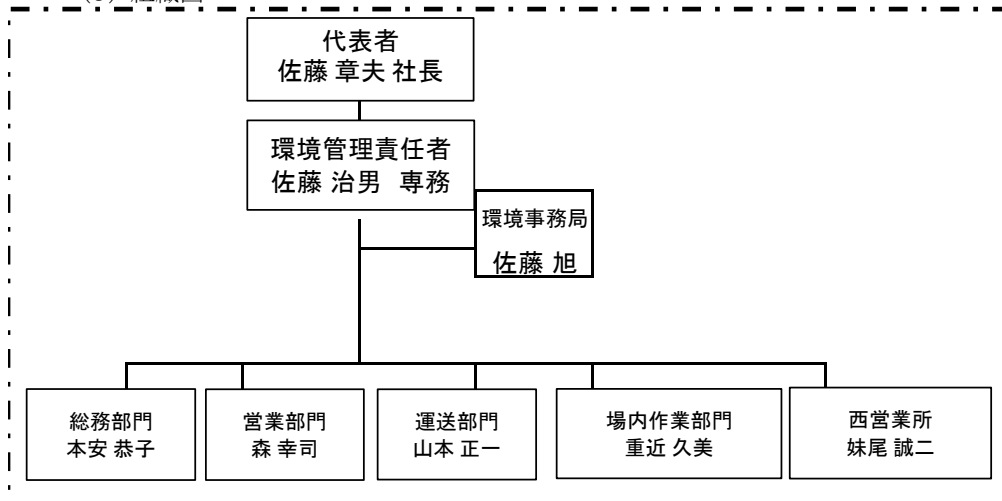 代表者
佐藤 章夫 社長
環境管理責任者
佐藤 治男 専務
環境事務局
佐藤 旭
総務部門
本安 恭子
営業部門
森 幸司
運送部門
山本 正一
場内作業部門
重近 久美
西営業所
妹尾 誠二